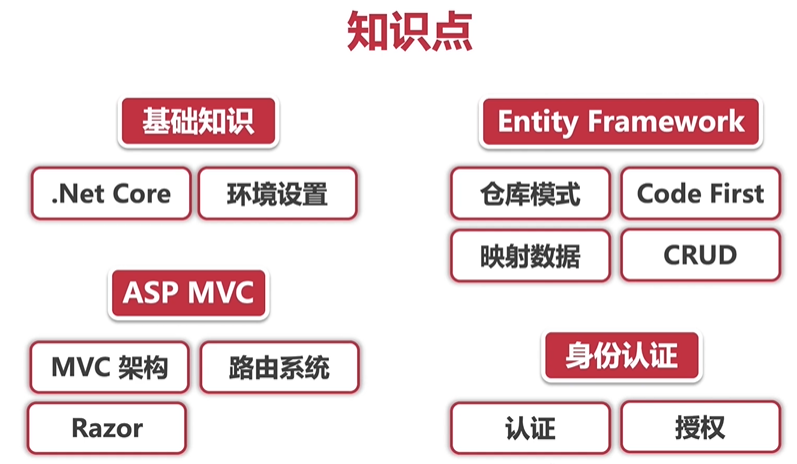 知识点
基础知识
.Net Core
环境设置
ASP MVC
MVC 架构
路由系统
Razor
Entity Framework
仓库模式
Code First
映射数据
CRUD
身份认证
认证
授权